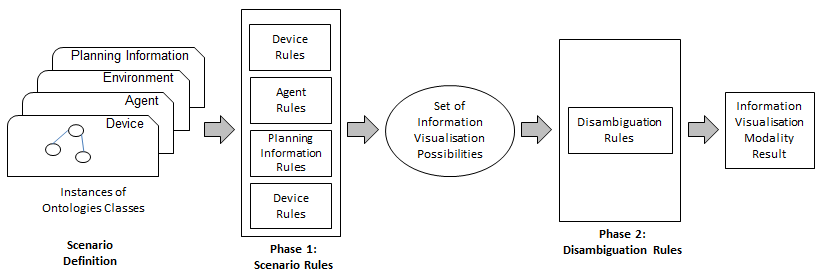 Planning Information
Environment
Agent
Device
Instances of
Ontologies Classes
Scenario
Definition
Device
Rules
Agent
Rules
Planning
Information
Rules
Device
Rules
Phase 1:
Scenario Rules
Set of
Information
Visualisation
Possibilities
Disambiguation
Rules
Phase 2:
Disambiguation Rules
Information
Visualisation
Modality
Result